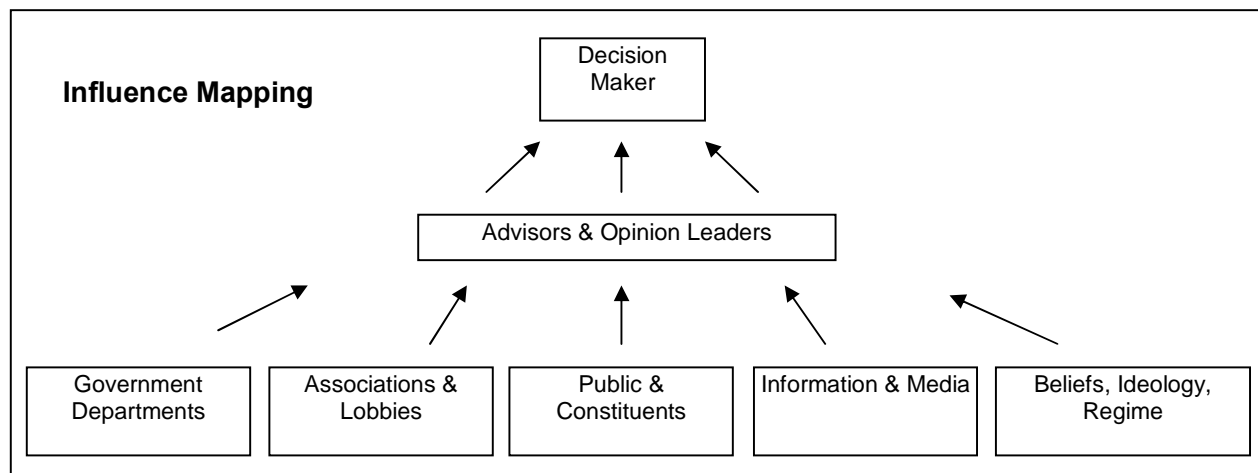 Decision
Maker
Influence Mapping
Advisors & Opinion Leaders
Government
Departments
Associations &
Lobbies
Public &
Constituents
Information & Media
Beliefs, Ideology,
Regime